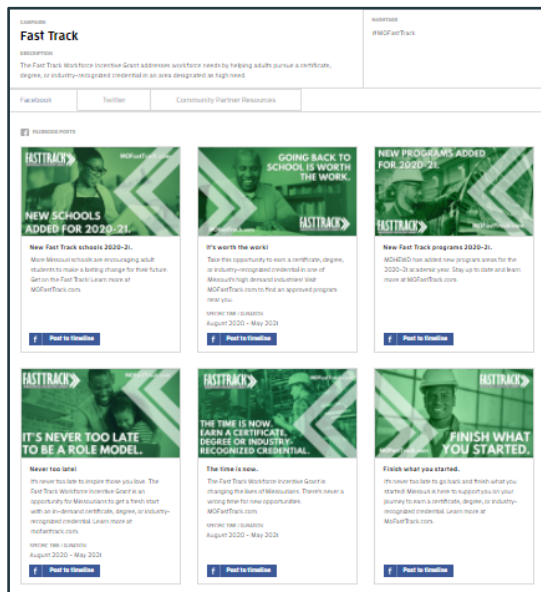 CAMPAIGN
Fast Track
DESCRIPTION
The Fast Track Workforce Incentive Grant addresses workforce needs by helping adults pursue a certificate,
degree, or industry-recognized credential in an area designated as high need.
HASHTAGS
#MOFastTrack
Facebook
Twitter
Community Partner Resources
FACEBOOK POSTS
FASTTRACK
MOFastTrack.com
NEW SCHOOLS
ADDED FOR 2020-21.
New Fast Track schools 2020-21.
More Missouri schools are encouraging adult
students to make a lasting change for their future.
Get on the Fast Track! Learn more at
MOFastTrack.com.
Post to timeline
GOING BACK TO
SCHOOL IS WORTH
THE WORK.
FASTTRACK
It's worth the work!
Take this opportunity to earn a certificate, degree,
or industry-recognized credential in one of
Missouri's high demand industries! Visit
MOFastTrack.com to find an approved program
near you.
SPECIFIC TIME / DURATION
August 2020 - May 2021
Post to timeline
NEW PROGRAMS ADDED
FOR 2020-21.
FASTTRACK
MOFastTrack.com
New Fast Track programs 2020-21.
MDHEWD has added new program areas for the
2020-21 academic year. Stay up to date and learn
more at MOFastTrack.com.
Post to timeline
FASTTRACK
IT'S NEVER TOO LATE
TO BE A ROLE MODEL.
Never too late!
It's never too late to inspire those you love. The
Fast Track Workforce Incentive Grant is an
opportunity for Missourians to get a fresh start
with an in-demand certificate, degree, or industry-
recognized credential. Learn more at
mofasttrack.com.
SPECIFIC TIME / DURATION
August 2020 - May 2021
Post to timeline
FASTTRACK
MOFastTrack.com
THE TIME IS NOW.
EARN A CERTIFICATE,
DEGREE OR INDUSTRY-
RECOGNIZED CREDENTIAL.
The time is now.
The Fast Track Workforce Incentive Grant is
changing the lives of Missourians. There's never a
wrong time for new opportunities.
MOFastTrack.com
SPECIFIC TIME / DURATION
August 2020 - May 2021
Post to timeline
FASTTRACK
MOFastTrack.com
FINISH WHAT
YOU STARTED.
Finish what you started.
It's never too late to go back and finish what you
started! Missouri is here to support you on your
journey to earn a certificate, degree, or industry-
recognized credential. Learn more at
MoFastTrack.com.
Post to timeline